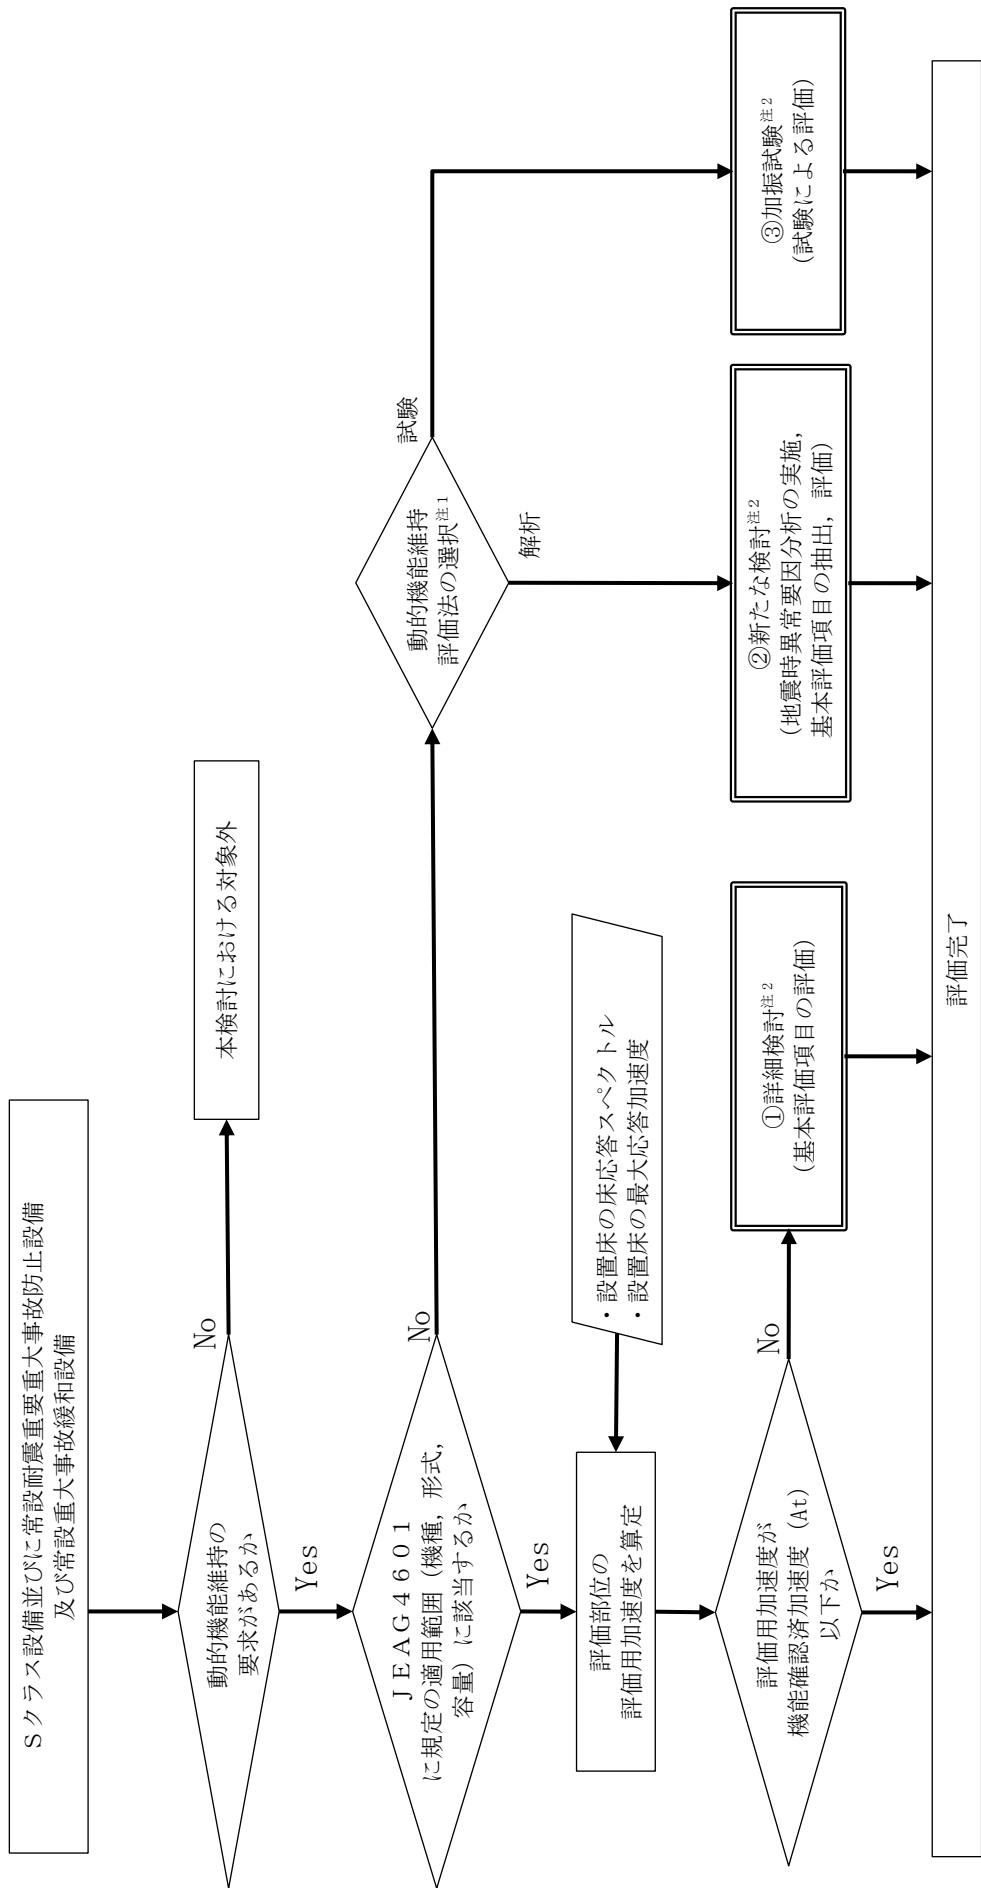 Sクラス設備並びに常設耐震重要重大事故防止設備
及び常設重大事故緩和設備
動的機能維持の
要求があるか
No
本検討における対象外
Yes
ＪＥＡＧ４６０１
に規定の適用範囲（機種，形式，
容量）に該当するか
No
動的機能維持
評価法の選択注１
試験
解析
Yes
評価部位の
評価用加速度を算定
・設置床の床応答スペクトル
・設置床の最大応答加速度
評価用加速度が
機能確認済加速度（At）
以下か
No
Yes
①詳細検討注２
(基本評価項目の評価)
②新たな検討注２
(地震時異常要因分析の実施，
基本評価項目の抽出，評価)
③加振試験注２
(試験による評価)
評価完了